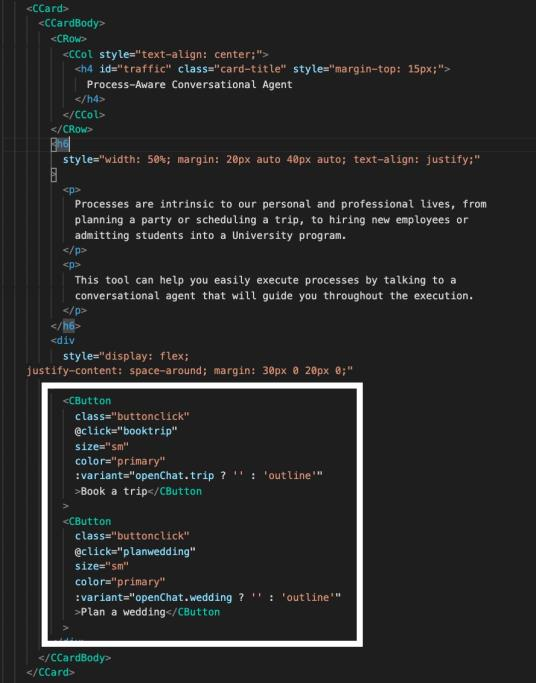 <CCard>
<CCardBody>
<CRow>
<CCol style="text-align: center;">
<h4 id="traffic" class="card-title" style="margin-top: 15px;">
Process-Aware Conversational Agent
</h4>
</CCol>
</CRow>
<h6
style="width: 50%; margin: 20px auto 40px auto; text-align: justify;"
>
<p>
Processes are intrinsic to our personal and professional lives, from
planning a party or scheduling a trip, to hiring new employees or
admitting students into a University program.
</p>
<p>
This tool can help you easily execute processes by talking to a
conversational agent that will guide you throughout the execution.
</p>
</h6>
<div
style="display: flex;
justify-content: space-around; margin: 30px 0 20px 0;"
<CButton
class="buttonclick"
@click="booktrip"
size="sm"
color="primary"
:variant="openChat.trip ? '' : 'outline'"
>Book a trip</CButton
>
<CButton
class="buttonclick"
@click="planwedding"
size="sm"
color="primary"
:variant="openChat.wedding ? '' : 'outline'"
>Plan a wedding</CButton
>
</CCardBody>
</CCard>